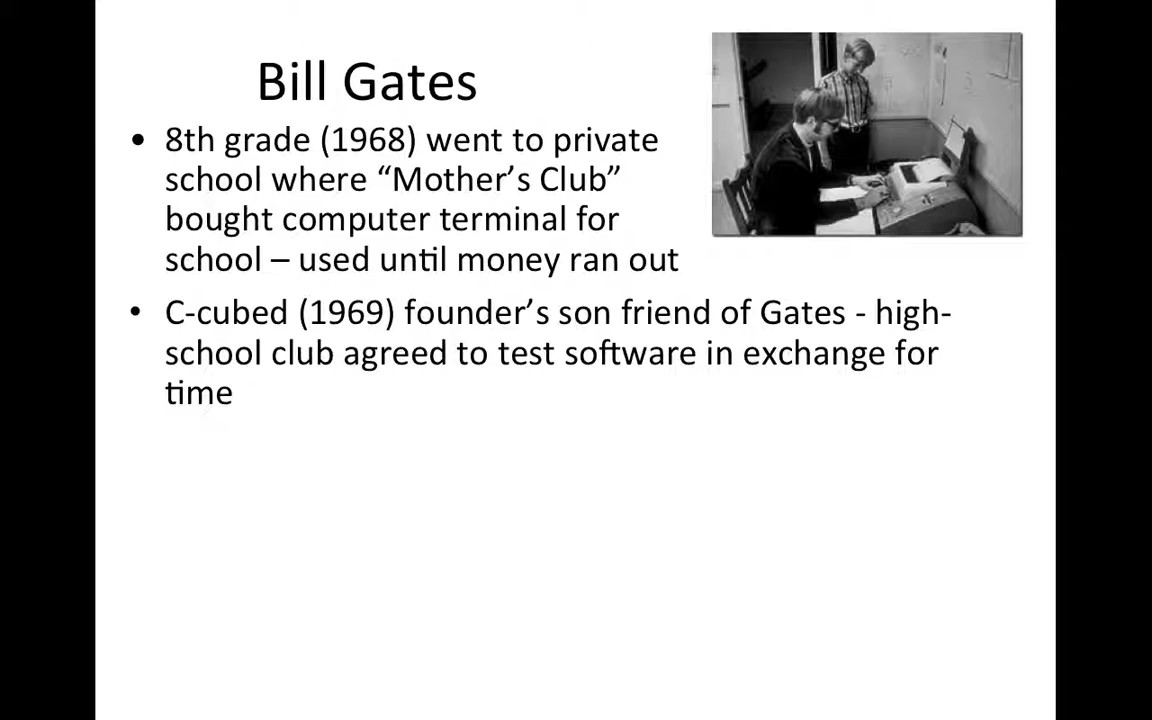 Bill Gates
• 8th grade (1968) went to private
school where “Mother’s Club”
bought computer terminal for
school – used until money ran out
• C-cubed (1969) founder’s son friend of Gates - high-
school club agreed to test software in exchange for
time